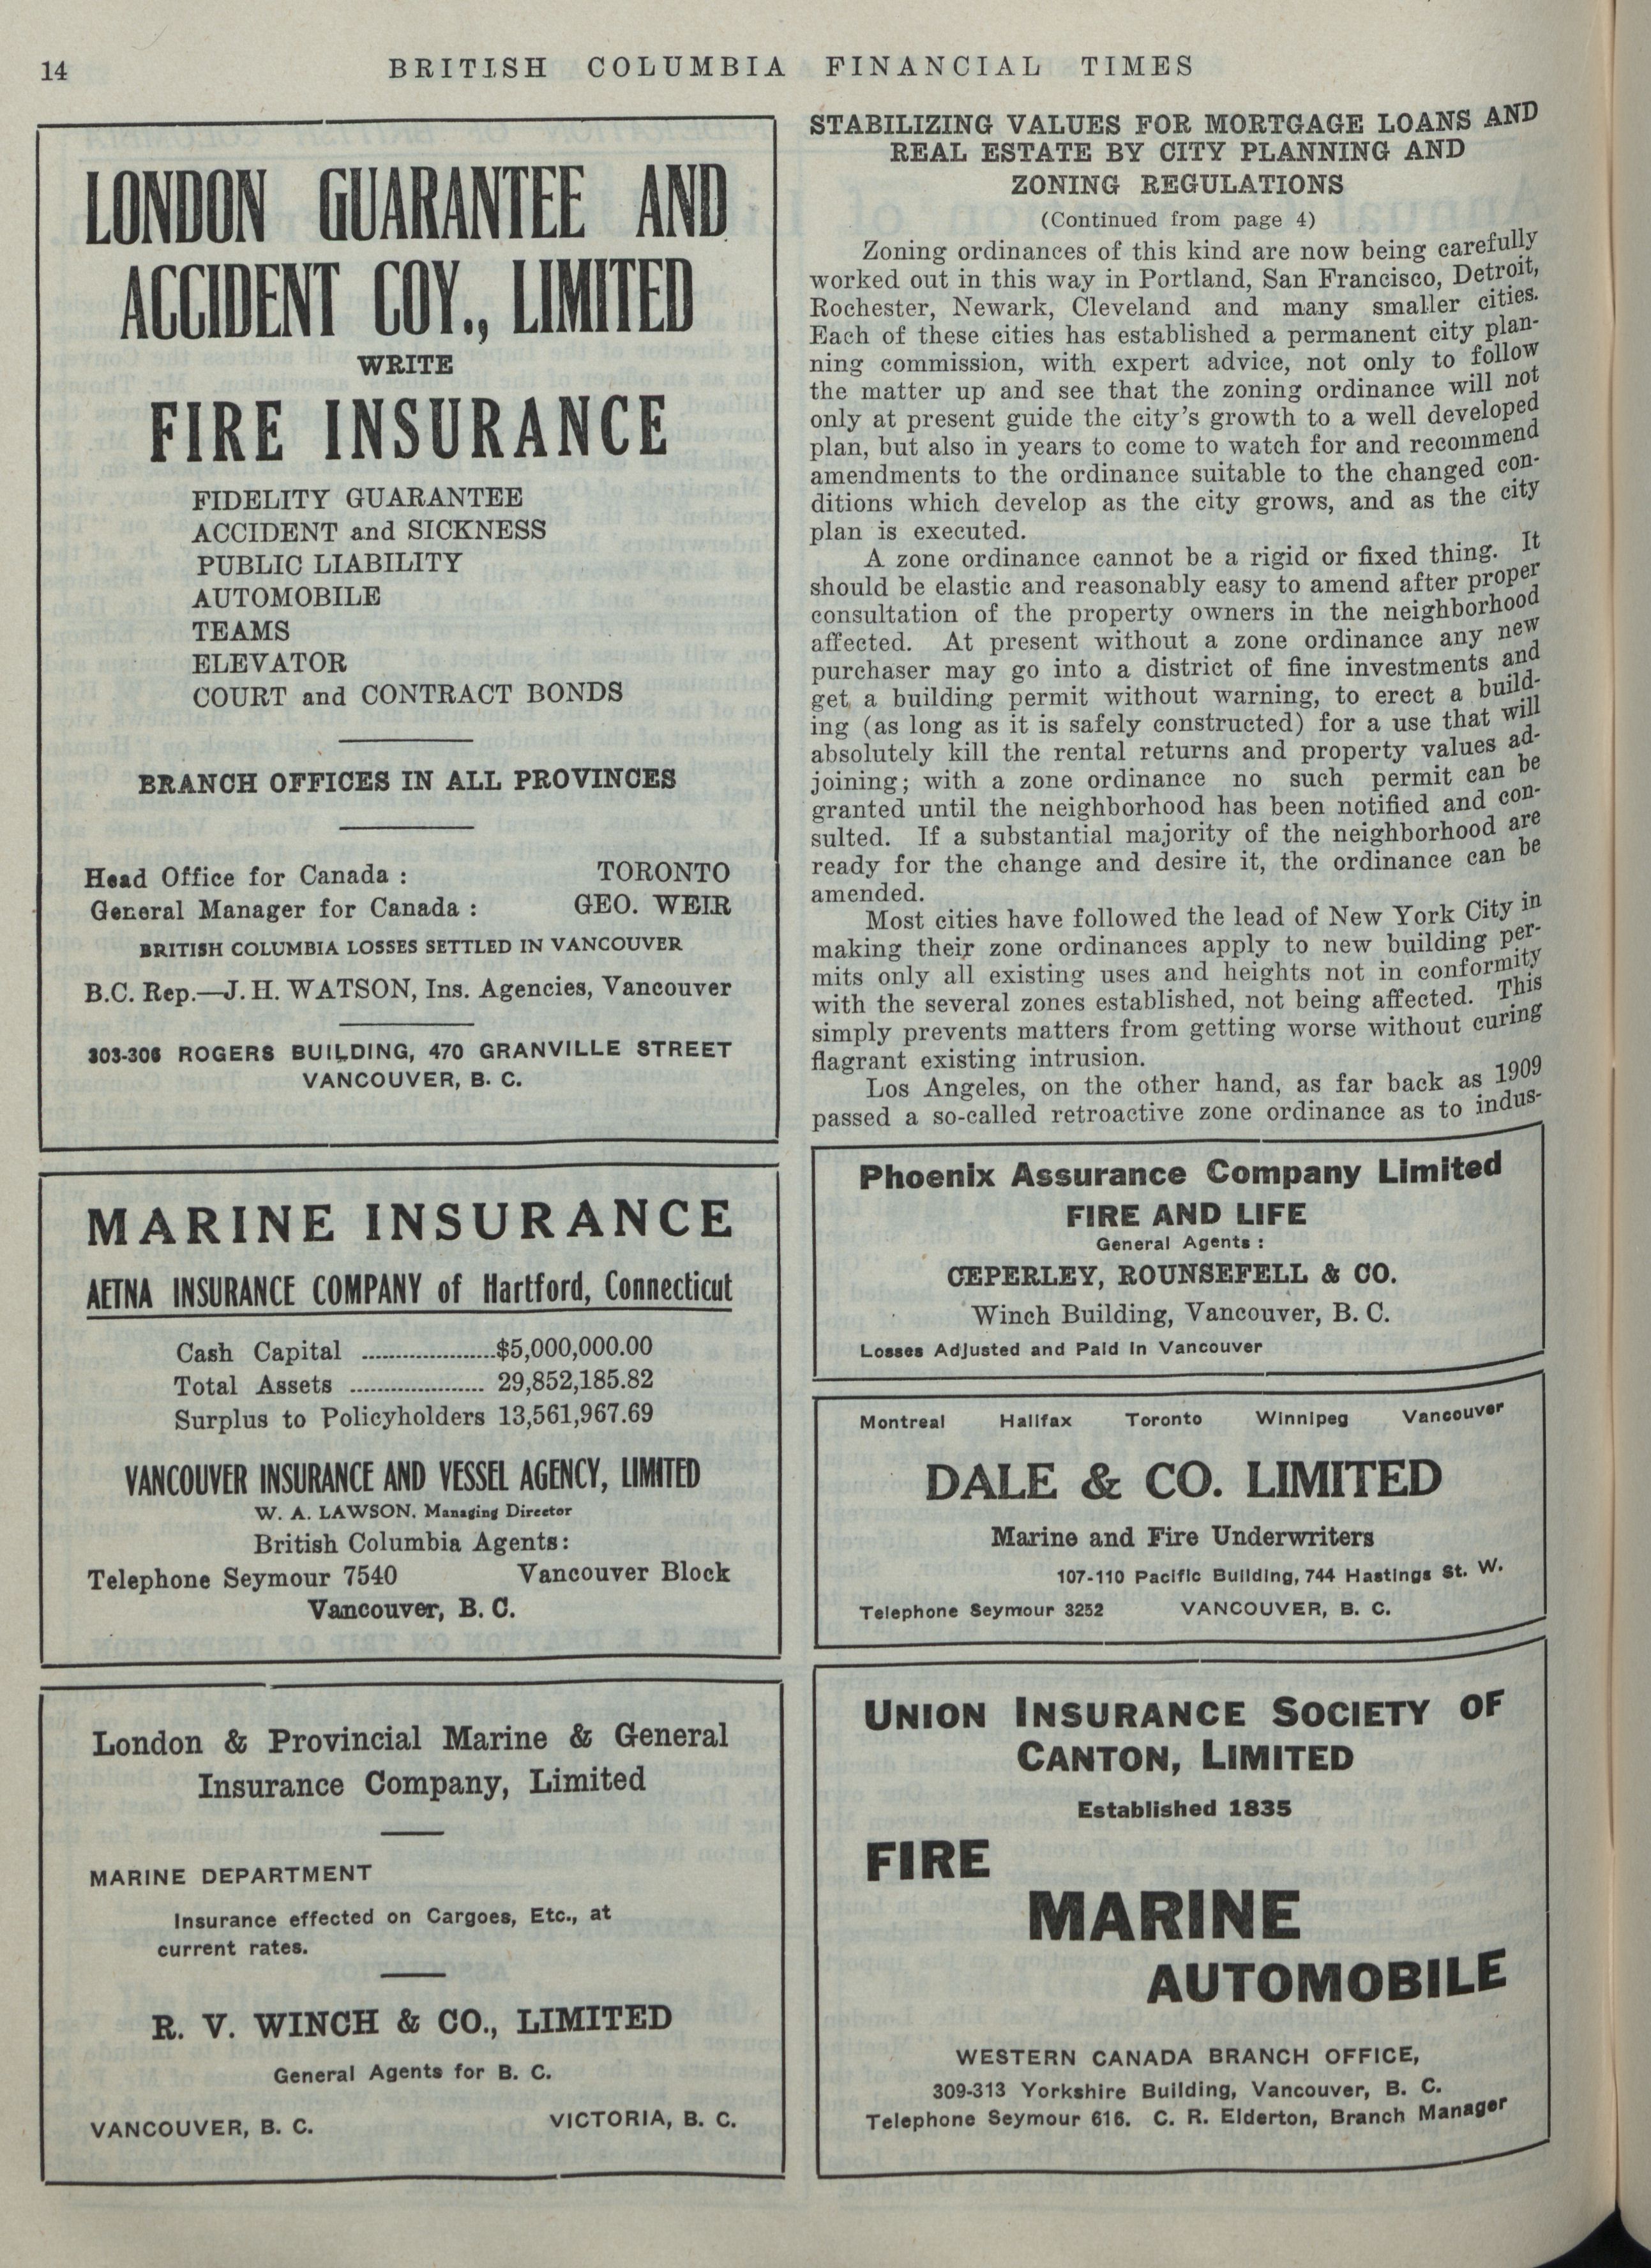 14
BRITISH COLUMBIA FINANCIAL TIMES
LONDON GUARANTEE AND
ACCIDENT COY., LIMITED
WRITE
FIRE INSURANCE
FIDELITY GUARANTEE
ACCIDENT and SICKNESS
PUBLIC LIABILITY
AUTOMOBILE
TEAMS
ELEVATOR
COURT and CONTRACT BONDS
BRANCH OFFICES IN ALL PROVINCES
Head Office for Canada : TORONTO
General Manager for Canada : GEO. WEIR
BRITISH COLUMBIA LOSSES SETTLED IN VANCOUVER
B.C. Rep.—J. H. WATSON, Ins. Agencies, Vancouver
303-306 ROGERS BUILDING, 470 GRANVILLE STREET
VANCOUVER, B. C.
MARINE INSURANCE
AETNA INSURANCE COMPANY of Hartford, Connecticut
Cash Capital ....................$5,000,000.00
Total Assets .................... 29,852,185.82
Surplus to Policyholders 13,561,967.69
VANCOUVER INSURANCE AND VESSEL AGENCY, LIMITED
W. A. LAWSON. Managing Director
British Columbia Agents:
Telephone Seymour 7540 Vancouver Block
Vancouver, B. C.
London & Provincial Marine & General
Insurance Company, Limited
MARINE DEPARTMENT
Insurance effected on Cargoes, Etc., at
current rates.
R. V. WINCH & CO., LIMITED
General Agents for B. C.
VANCOUVER, B. C. VICTORIA, B. C.
STABILIZING VALUES FOR MORTGAGE LOANS AND
REAL ESTATE BY CITY PLANNING AND
ZONING REGULATIONS
(Continued from page 4)
Zoning ordinances of this kind are now being carefully
worked out in this way in Portland, San Francisco, Detroit,
Rochester, Newark, Cleveland and many smaller cities.
Each of these cities has established a permanent city plan-
ning commission, with expert advice, not only to follow
the matter up and see that the zoning ordinance will not
only at present guide the city's growth to a well developed
plan, but also in years to come to watch for and recommend
amendments to the ordinance suitable to the changed con-
ditions which develop as the city grows, and as the city
plan is executed.
A zone ordinance cannot be a rigid or fixed thing. It
should be elastic and reasonably easy to amend after proper
consultation of the property owners in the neighborhood
affected. At present without a zone ordinance any new
purchaser may go into a district of fine investments and
get a building permit without warning, to erect a build-
ing (as long as it is safely constructed) for a use that will
absolutely kill the rental returns and property values ad-
joining; with a zone ordinance no such permit can be
granted until the neighborhood has been notified and con-
sulted. If a substantial majority of the neighborhood are
ready for the change and desire it, the ordinance can be
amended.
Most cities have followed the lead of New York City in
making their zone ordinances apply to new building per-
mits only all existing uses and heights not in conformity
with the several zones established, not being affected. This
simply prevents matters from getting worse without curing
flagrant existing intrusion.
Los Angeles, on the other hand, as far back as 1909
passed a so-called retroactive zone ordinance as to indus-
Phoenix Assurance Company Limited
FIRE AND LIFE
General Agents :
CEPERLEY, ROUNSEFELL & CO.
Winch Building, Vancouver, B. C.
Losses Adjusted and Paid in Vancouver
Montreal Halifax Toronto Winnipeg Vancouver
DALE & CO. LIMITED
Marine and Fire Underwriters
107-110 Pacific Building, 744 Hastings St. W.
Telephone Seymour 3252 VANCOUVER, B. C.
UNION INSURANCE SOCIETY OF
CANTON, LIMITED
Established 1835
FIRE
MARINE
AUTOMOBILE
WESTERN CANADA BRANCH OFFICE,
309-313 Yorkshire Building, Vancouver, B. C.
Telephone Seymour 616. C. R. Elderton, Branch Manager